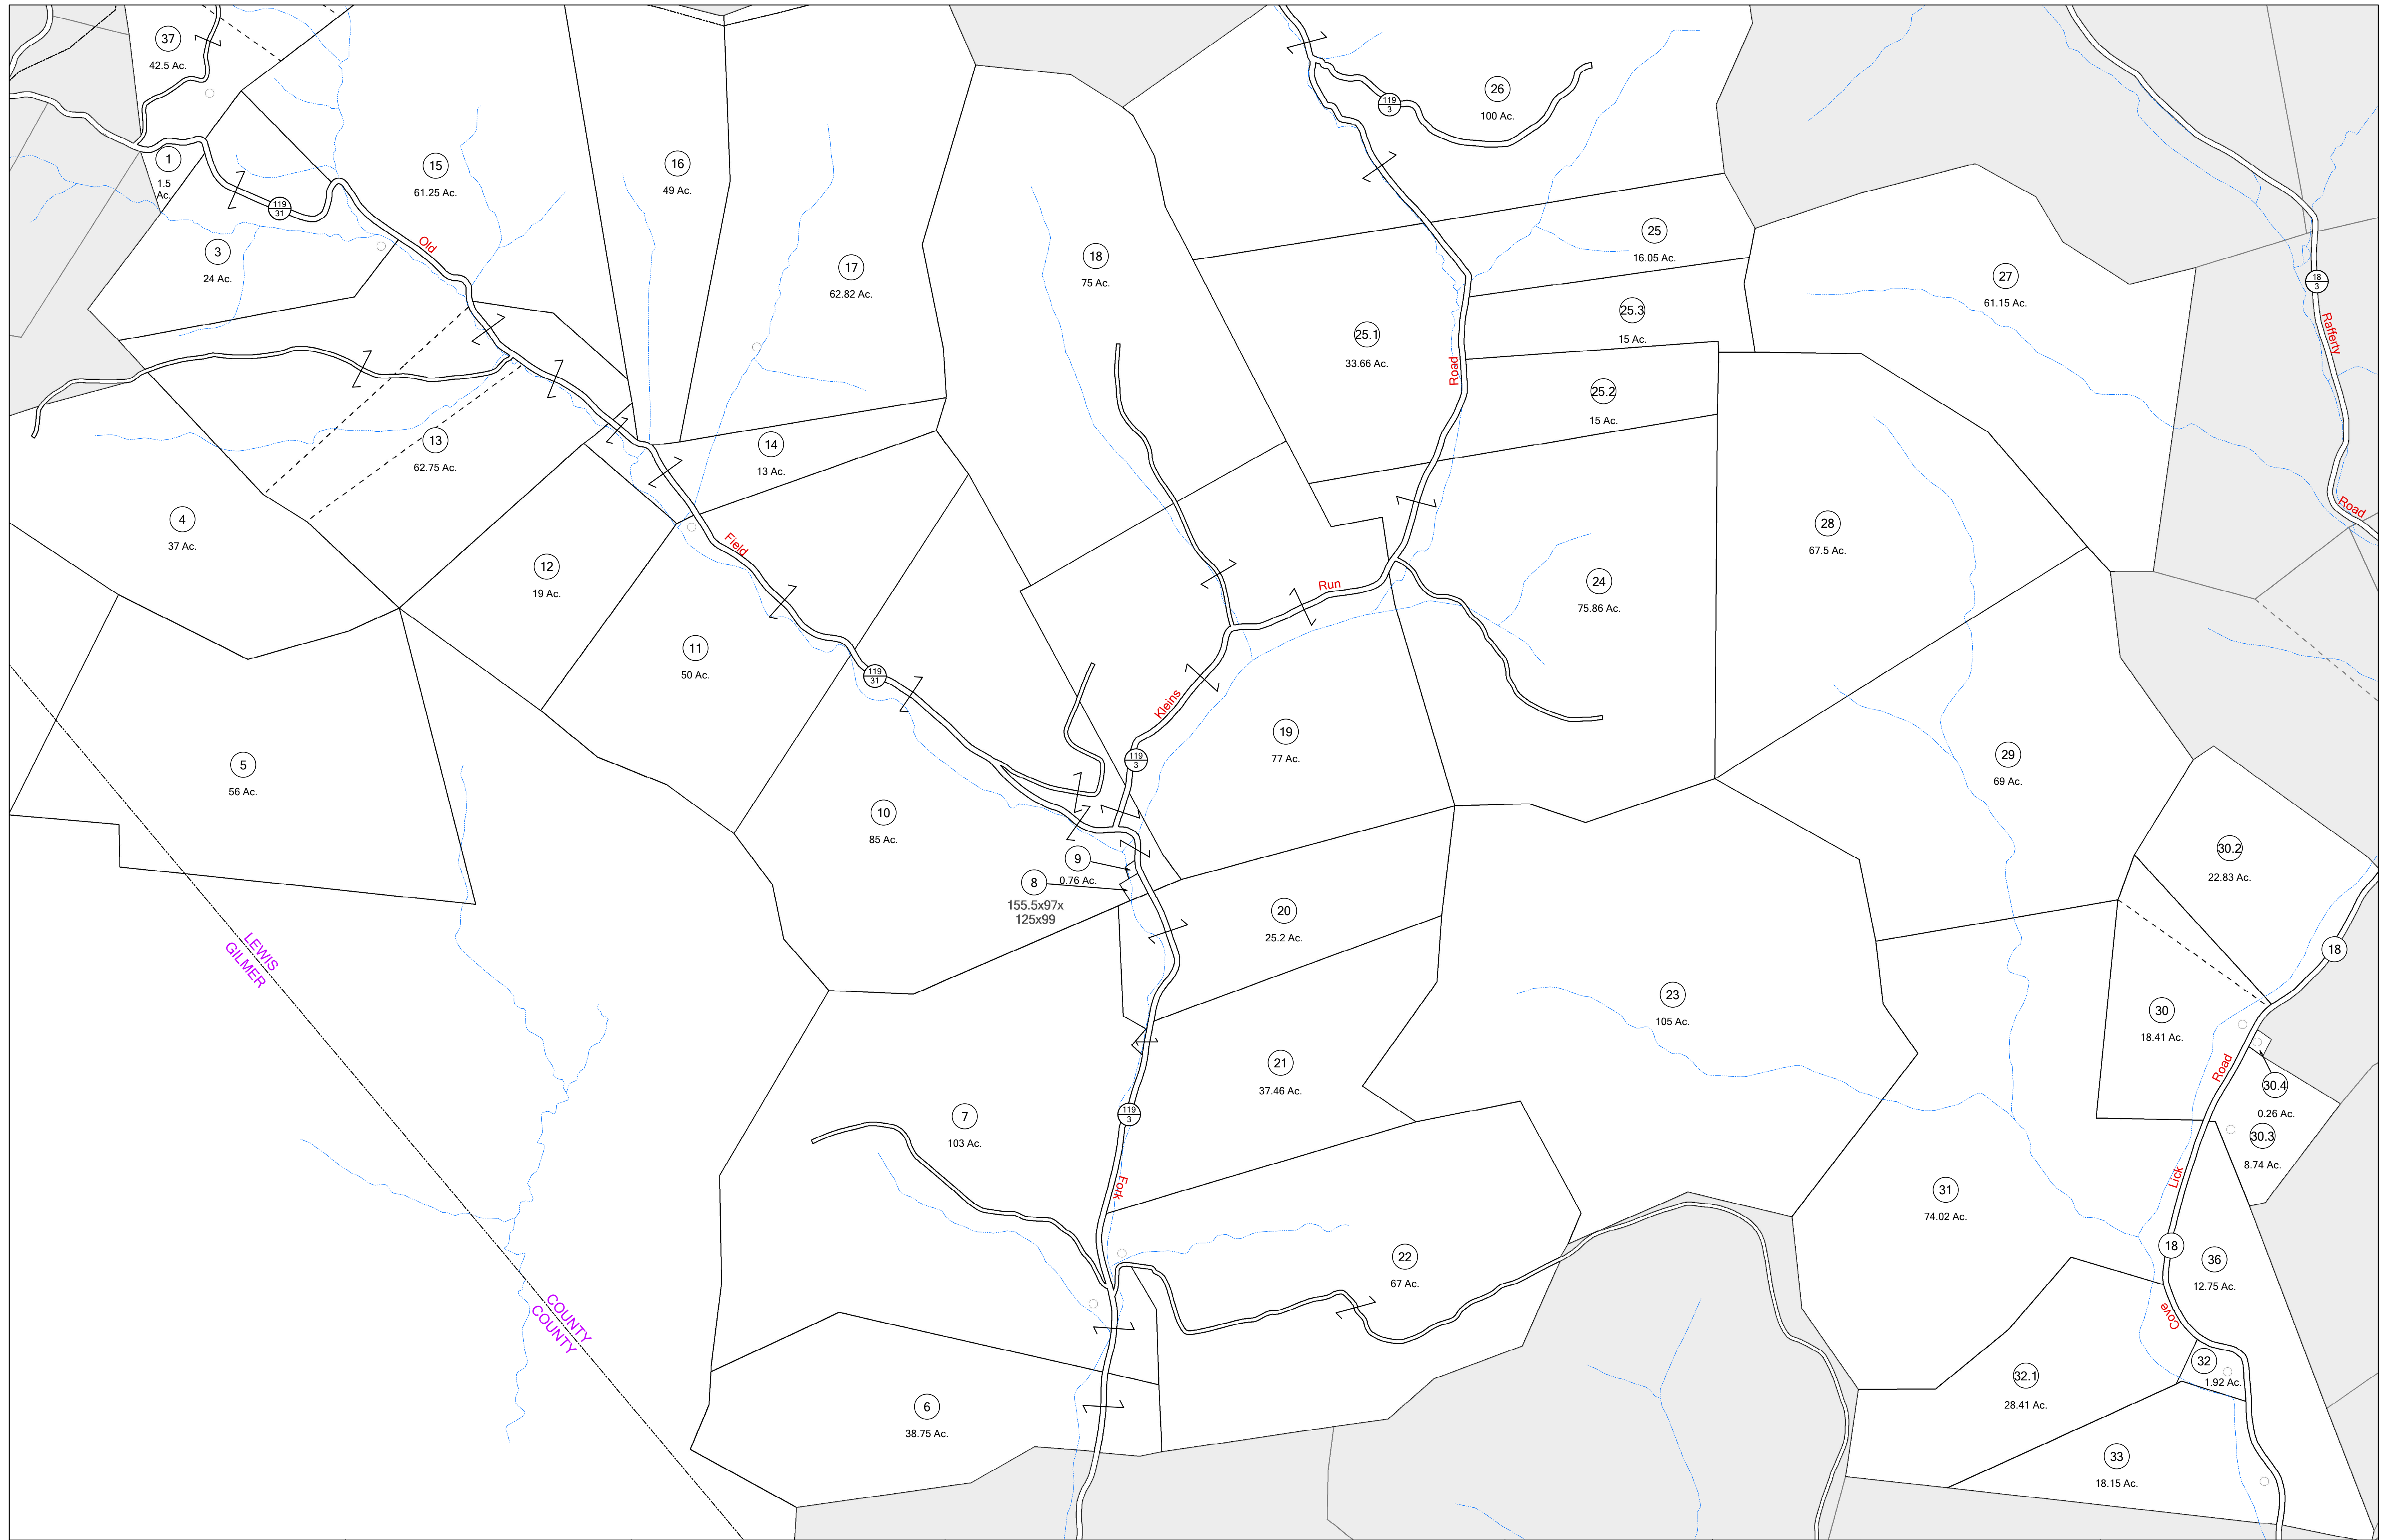 37
42.5 Ac.
1
1.5
Ac.
119
31
3
24 Ac.
15
61.25 Ac.
Old
16
49 Ac.
17
62.82 Ac.
18
75 Ac.
119
3
26
100 Ac.
25
16.05 Ac.
25.3
15 Ac.
25.1
33.66 Ac.
Road
25.2
15 Ac.
27
61.15 Ac.
18
3
Rafferty
Road
13
62.75 Ac.
14
13 Ac.
4
37 Ac.
12
19 Ac.
Field
11
50 Ac.
119
31
Run
Kleins
24
75.86 Ac.
28
67.5 Ac.
5
56 Ac.
10
85 Ac.
119
3
19
77 Ac.
29
69 Ac.
9
0.76 Ac.
8
155.5x97x
125x99
20
25.2 Ac.
30.2
22.83 Ac.
18
LEWIS
GILMER
23
105 Ac.
30
18.41 Ac.
21
37.46 Ac.
Road
30.4
0.26 Ac.
30.3
8.74 Ac.
7
103 Ac.
119
3
Fork
Lick
31
74.02 Ac.
18
22
67 Ac.
36
12.75 Ac.
COUNTY
COUNTY
Cove
32
1.92 Ac.
32.1
28.41 Ac.
6
38.75 Ac.
33
18.15 Ac.